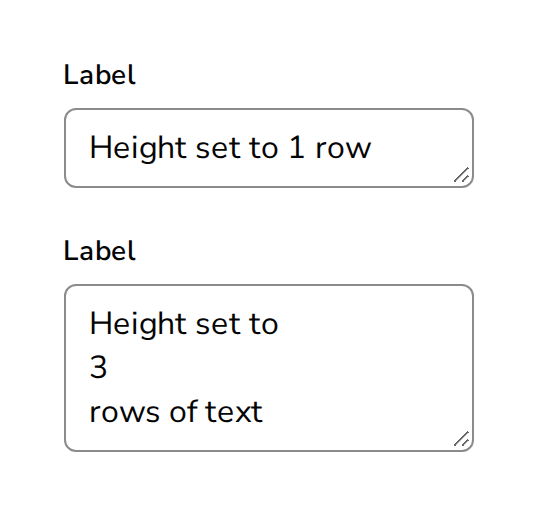 Label
Height set to 1 row
Label
Height set to
3
rows of text